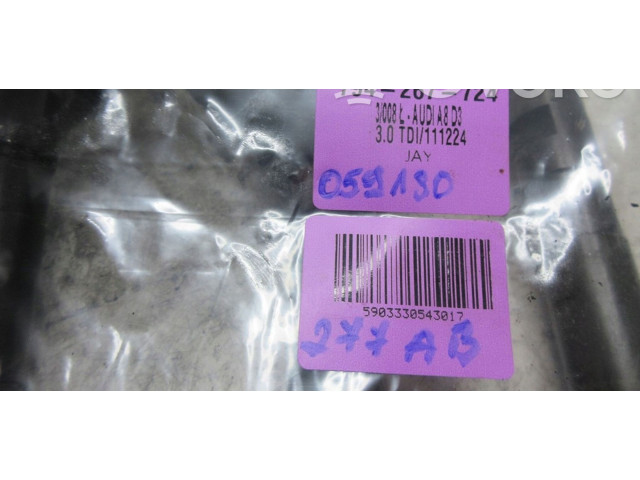 3/008 Ł - AUDI A8 D3
3.0 TDI/111224
JAY
059130
5903330543017
277 AB